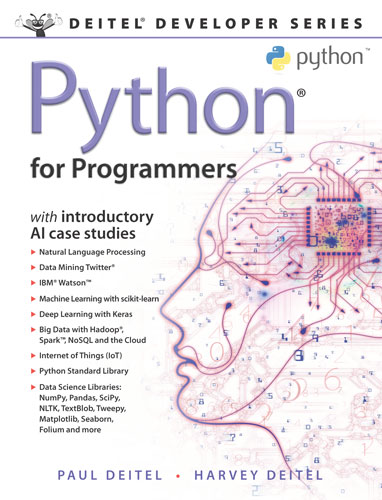 DEITEL® DEVELOPER SERIES
python™
Python®
for Programmers
with introductory
AI case studies
Natural Language Processing
Data Mining Twitter®
IBM® Watson™
Machine Learning with scikit-learn
Deep Learning with Keras
Big Data with Hadoop®,
Spark™, NoSQL and the Cloud
Internet of Things (IoT)
Python Standard Library
Data Science Libraries:
NumPy, Pandas, SciPy,
NLTK, TextBlob, Tweepy,
Matplotlib, Seaborn,
Folium and more
PAUL DEITEL • HARVEY DEITEL